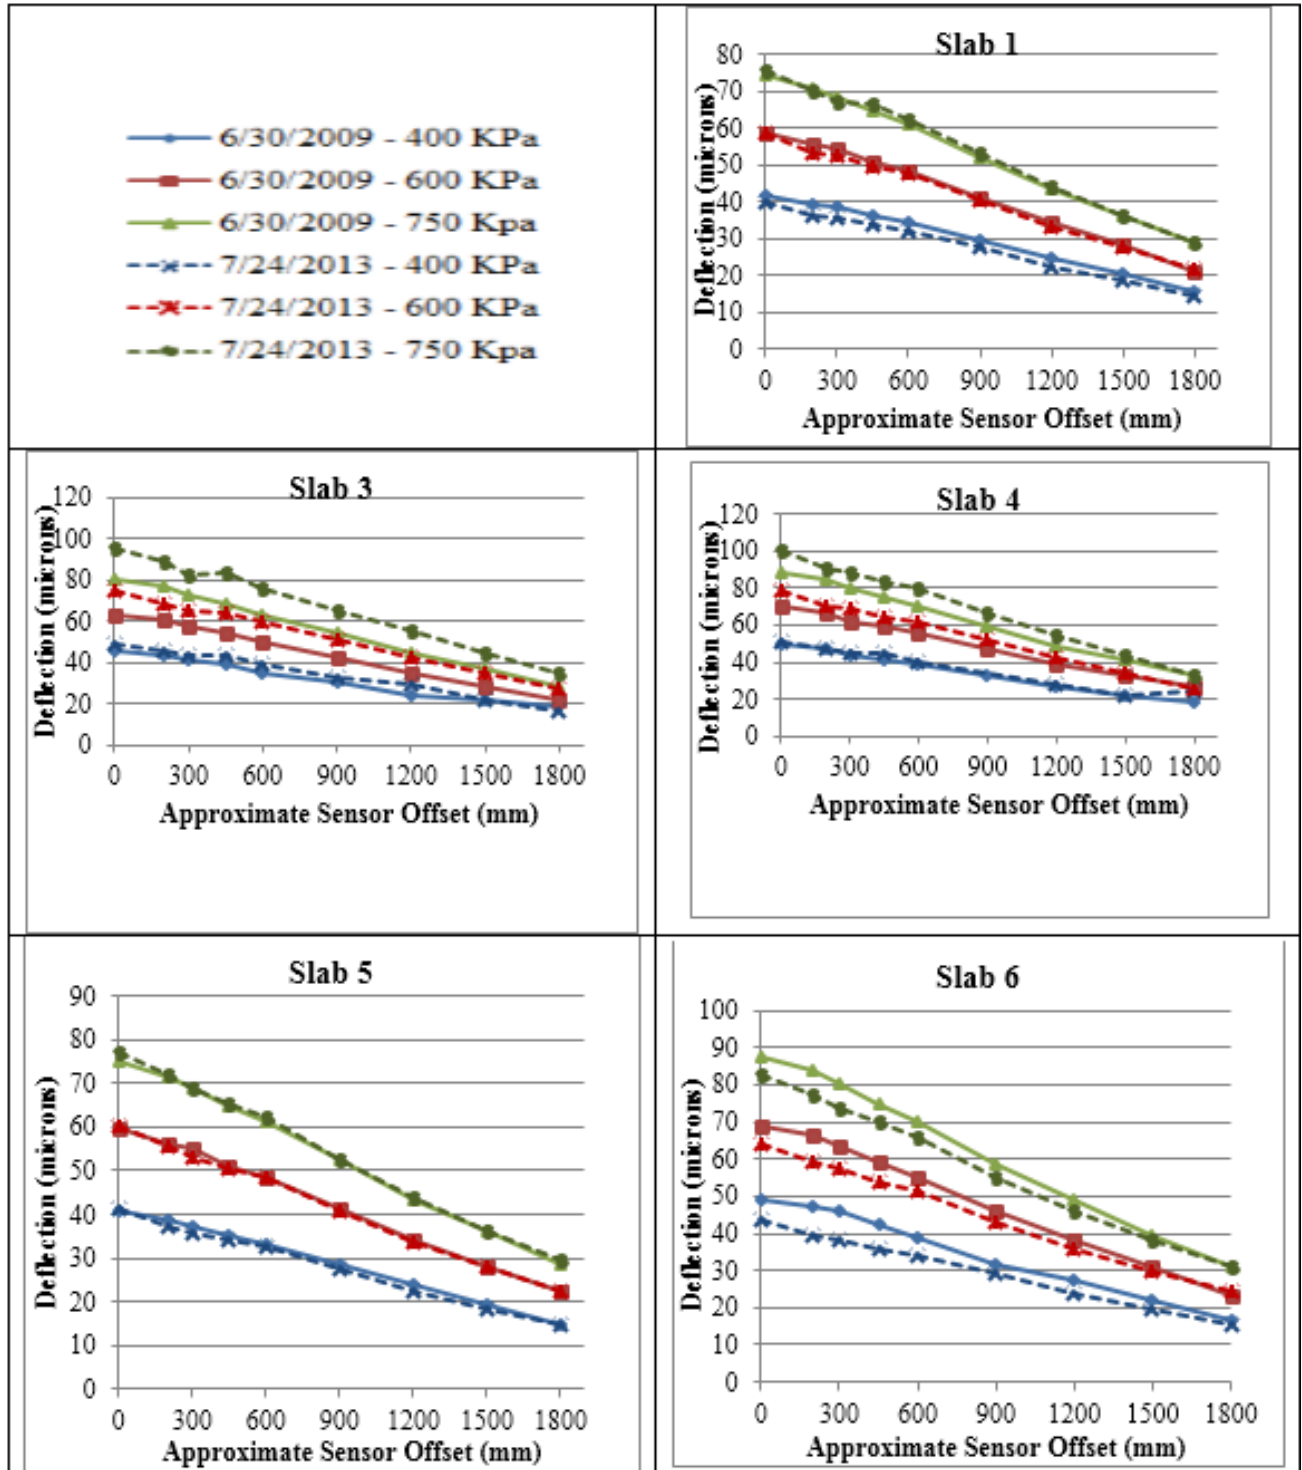 6/30/2009 - 400 KPa
6/30/2009 - 600 KPa
6/30/2009 - 750 Kpa
7/24/2013 - 400 KPa
7/24/2013 - 600 KPa
7/24/2013 - 750 Kpa
Slab 1
Deflection (microns)
80
70
60
50
40
30
20
10
0
0 300 600 900 1200 1500 1800
Approximate Sensor Offset (mm)
Slab 3
Deflection (microns)
120
100
80
60
40
20
0
0 300 600 900 1200 1500 1800
Approximate Sensor Offset (mm)
Slab 4
Deflection (microns)
120
100
80
60
40
20
0
0 300 600 900 1200 1500 1800
Approximate Sensor Offset (mm)
Slab 5
Deflection (microns)
90
80
70
60
50
40
30
20
10
0
0 300 600 900 1200 1500 1800
Approximate Sensor Offset (mm)
Slab 6
Deflection (microns)
100
90
80
70
60
50
40
30
20
10
0
0 300 600 900 1200 1500 1800
Approximate Sensor Offset (mm)